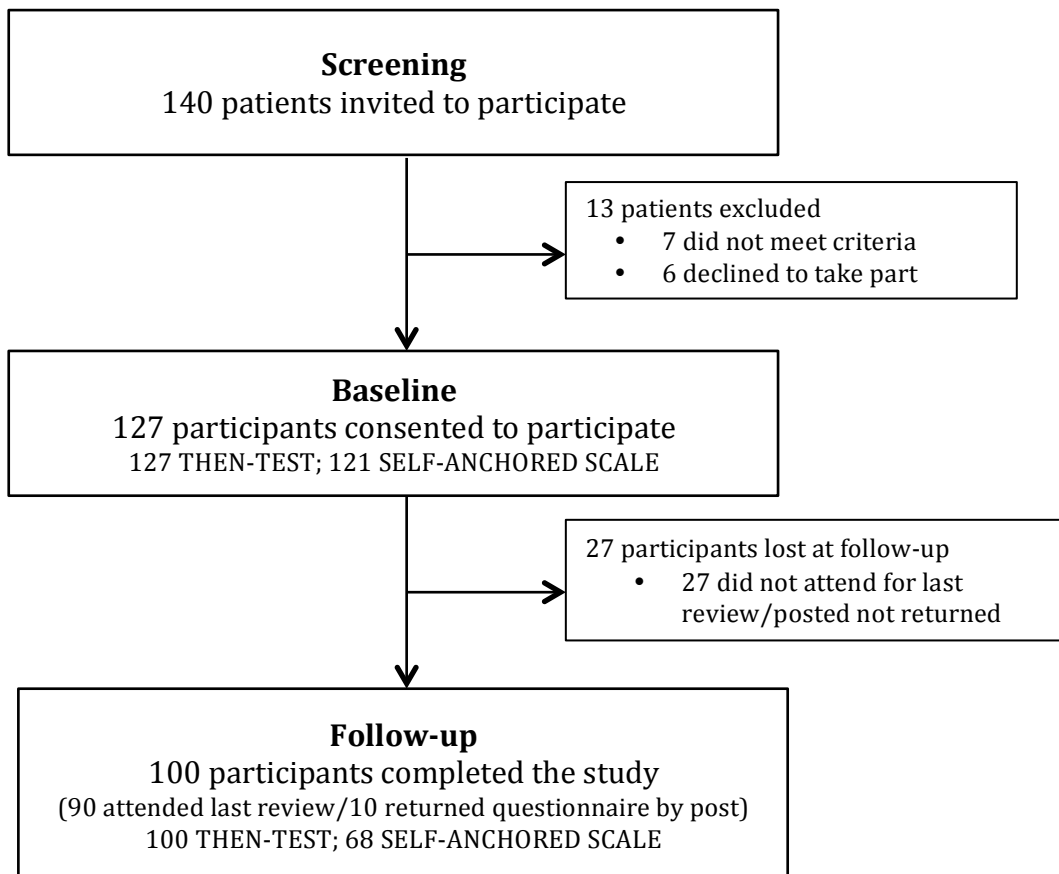 Screening
140 patients invited to participate
13 patients excluded
• 7 did not meet criteria
• 6 declined to take part
Baseline
127 participants consented to participate
127 THEN-TEST; 121 SELF-ANCHORED SCALE
27 participants lost at follow-up
• 27 did not attend for last
review/posted not returned
Follow-up
100 participants completed the study
(90 attended last review/10 returned questionnaire by post)
100 THEN-TEST; 68 SELF-ANCHORED SCALE